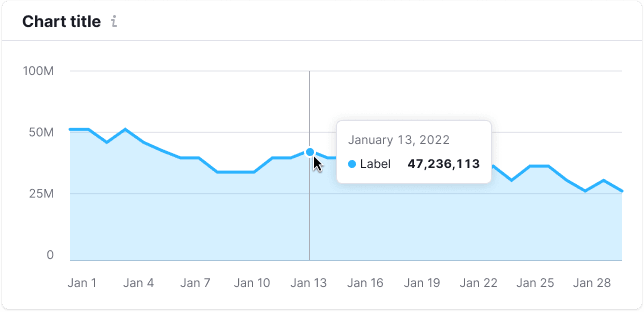 Chart title
100M
50M
25M
0
January 13, 2022
Label 47,236,113
Jan 1 Jan 4 Jan 7 Jan 10 Jan 13 Jan 16 Jan 19 Jan 22 Jan 25 Jan 28